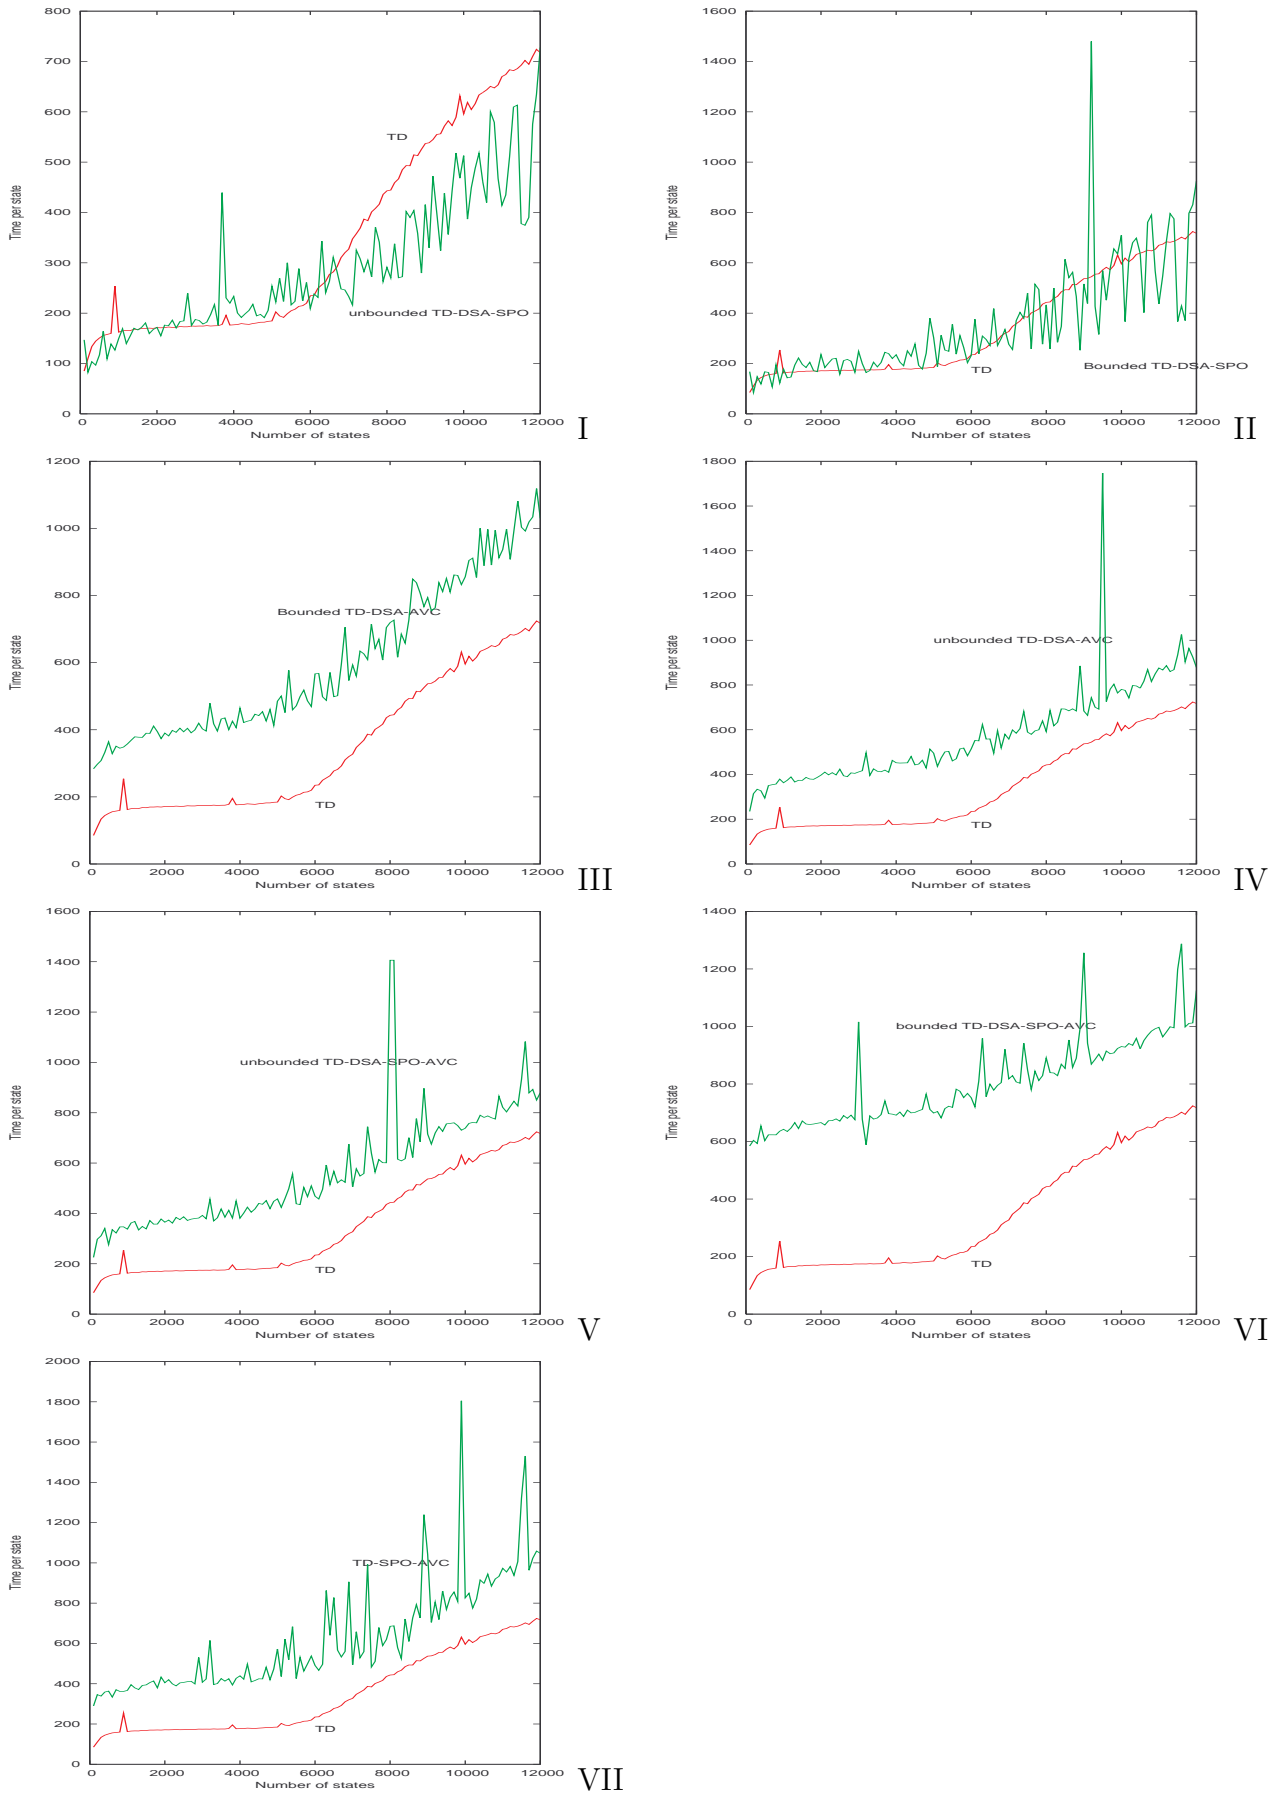 800
700
600
500
400
300
200
100
0
0 2000 4000 6000 8000 10000 12000
Time per state
Number of states
TD
unbounded TD-DSA-SPO
I
1600
1400
1200
1000
800
600
400
200
0
0 2000 4000 6000 8000 10000 12000
Time per state
Number of states
TD
Bounded TD-DSA-SPO
II
1200
1000
800
600
400
200
0
0 2000 4000 6000 8000 10000 12000
Time per state
Number of states
Bounded TD-DSA-AVC
TD
III
1800
1600
1400
1200
1000
800
600
400
200
0
0 2000 4000 6000 8000 10000 12000
Time per state
Number of states
unbounded TD-DSA-AVC
TD
IV
1600
1400
1200
1000
800
600
400
200
0
0 2000 4000 6000 8000 10000 12000
Time per state
Number of states
unbounded TD-DSA-SPO-AVC
TD
V
1400
1200
1000
800
600
400
200
0
0 2000 4000 6000 8000 10000 12000
Time per state
Number of states
bounded TD-DSA-SPO-AVC
TD
VI
2000
1800
1600
1400
1200
1000
800
600
400
200
0
0 2000 4000 6000 8000 10000 12000
Time per state
Number of states
TD-SPO-AVC
TD
VII